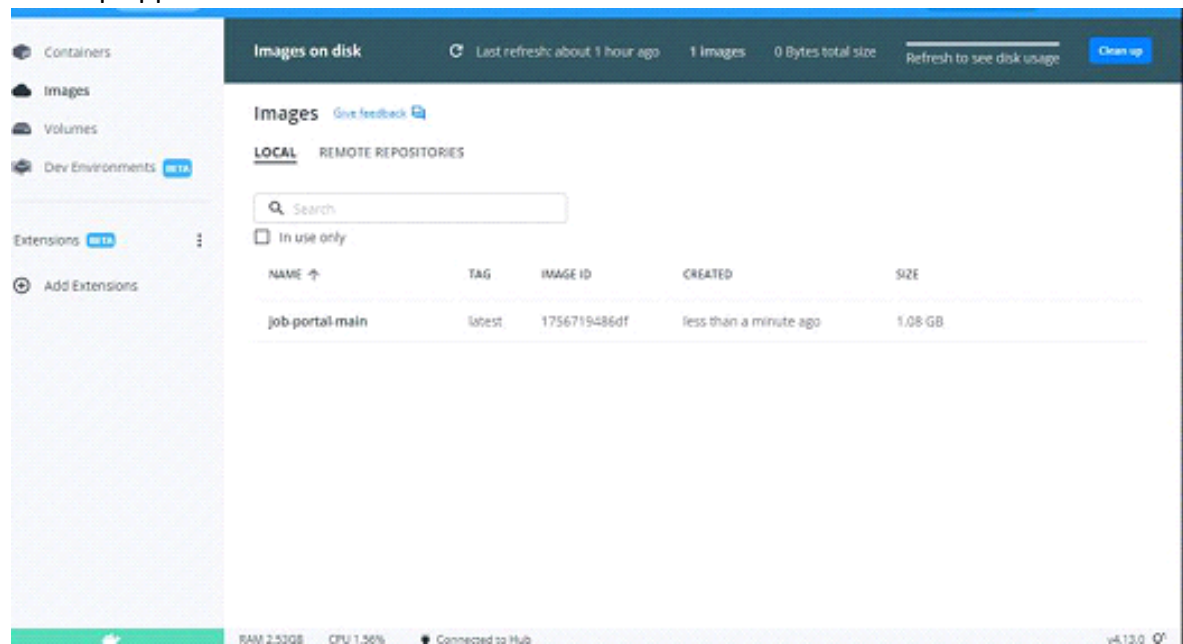 Images on disk Last refresh: about 1 hour ago 1 images 0 Bytes total size Refresh to see disk usage Clean up
Containers
Images
Volumes
Dev Environments BETA
Extensions BETA
Add Extensions
Images Give feedback
LOCAL REMOTE REPOSITORIES
Search
In use only
NAME TAG IMAGE ID CREATED SIZE
job-portal-main latest 1756719486df less than a minute ago 1.08 GB
RAM 2.53GB CPU 1.56% Connected to Hub v4.13.0